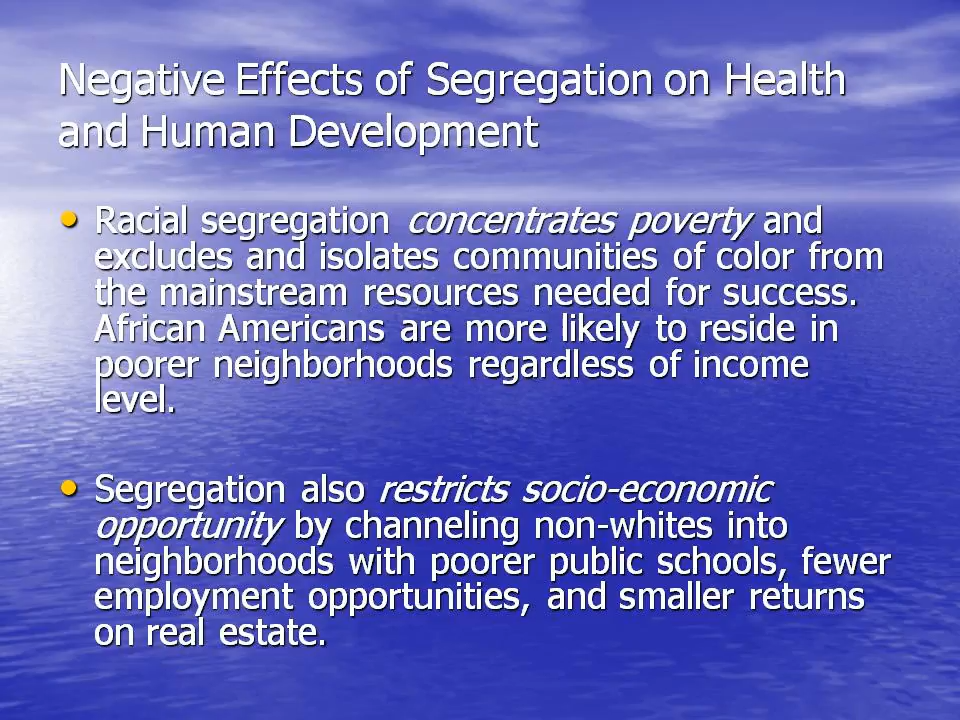 Negative Effects of Segregation on Health
and Human Development
• Racial segregation concentrates poverty and
excludes and isolates communities of color from
the mainstream resources needed for success.
African Americans are more likely to reside in
poorer neighborhoods regardless of income
level.
• Segregation also restricts socio-economic
opportunity by channeling non-whites into
neighborhoods with poorer public schools, fewer
employment opportunities, and smaller returns
on real estate.